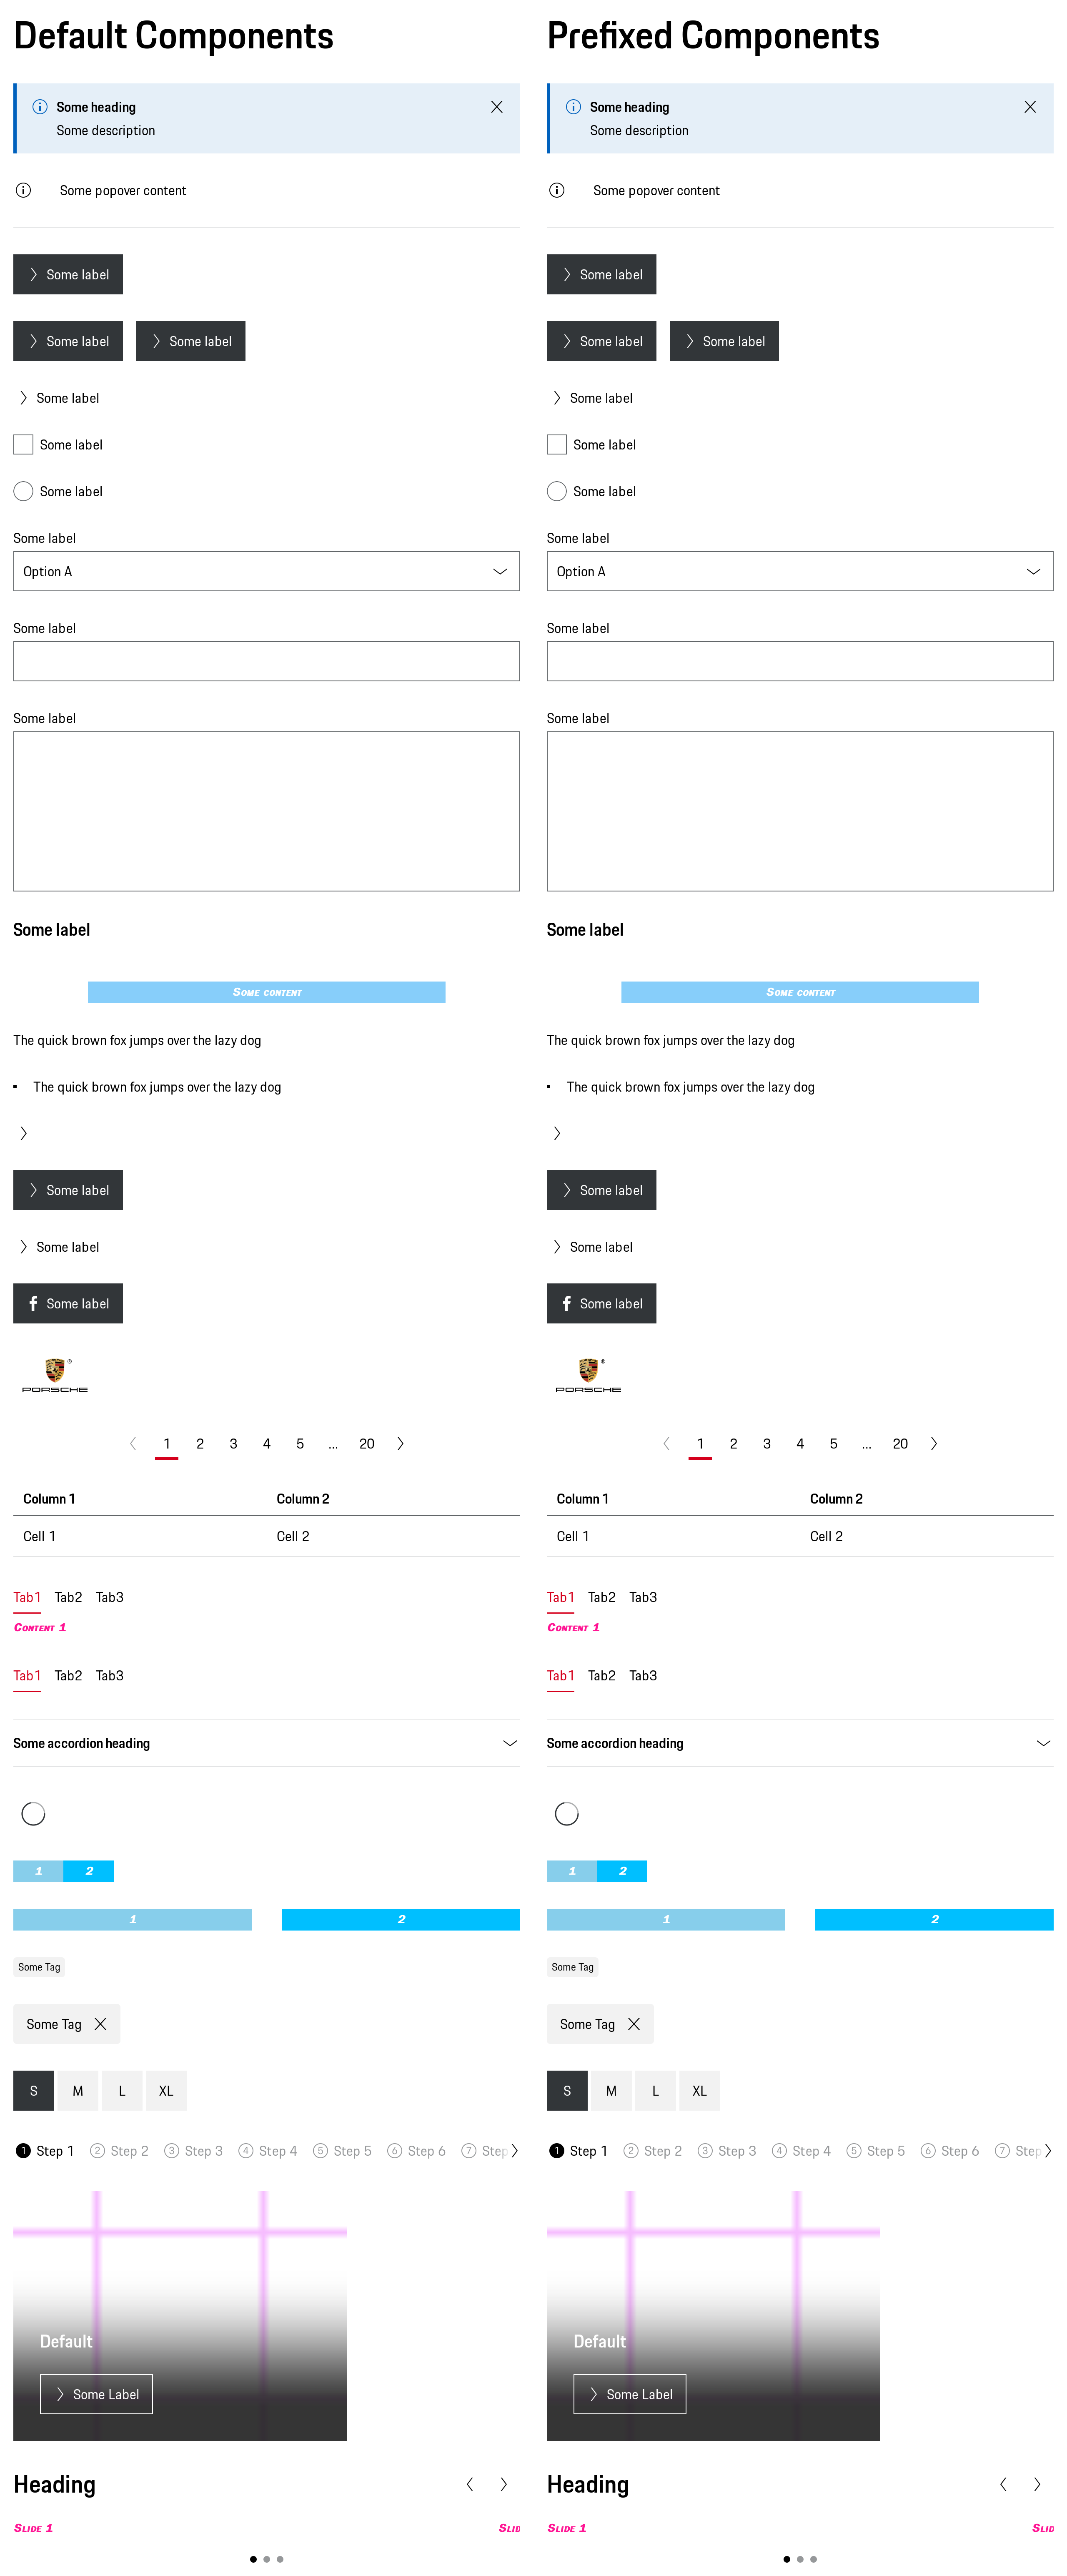 Default Components
Some heading
Some description
Some popover content
Some label
Some label Some label
Some label
Some label
Some label
Some label
Option A
Some label
Some label
Some label
Some content
The quick brown fox jumps over the lazy dog
The quick brown fox jumps over the lazy dog
Some label
Some label
Some label
PORSCHE
1 2 3 4 5 ... 20
Column 1 Column 2
Cell 1 Cell 2
Tab1 Tab2 Tab3
Content 1
Tab1 Tab2 Tab3
Some accordion heading
1 2
1 2
Some Tag
Some Tag
S M L XL
1 Step 1 2 Step 2 3 Step 3 4 Step 4 5 Step 5 6 Step 6 7 Step
Default
Some Label
Heading
Slide 1 Slid
Prefixed Components
Some heading
Some description
Some popover content
Some label
Some label Some label
Some label
Some label
Some label
Some label
Option A
Some label
Some label
Some label
Some content
The quick brown fox jumps over the lazy dog
The quick brown fox jumps over the lazy dog
Some label
Some label
Some label
PORSCHE
1 2 3 4 5 ... 20
Column 1 Column 2
Cell 1 Cell 2
Tab1 Tab2 Tab3
Content 1
Tab1 Tab2 Tab3
Some accordion heading
1 2
1 2
Some Tag
Some Tag
S M L XL
1 Step 1 2 Step 2 3 Step 3 4 Step 4 5 Step 5 6 Step 6 7 Step
Default
Some Label
Heading
Slide 1 Slid